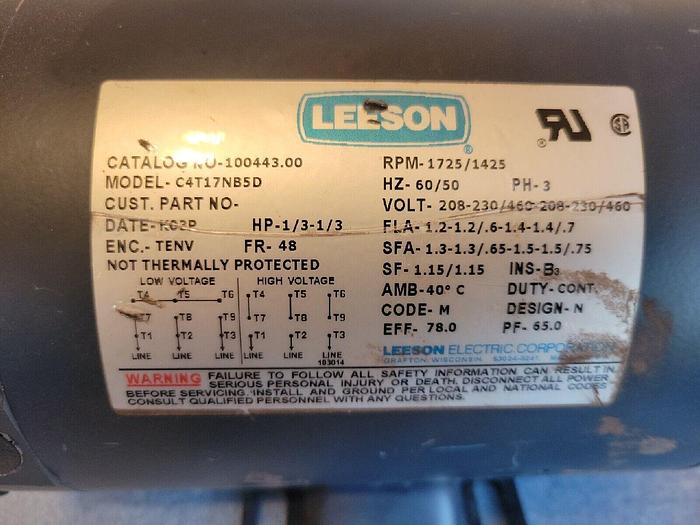 LEESON
CATALOG NO-100443.00
MODEL- C4T17NB5D
CUST. PART NO-
DATE- HP-1/3-1/3
ENC.- TENV FR- 48
NOT THERMALLY PROTECTED
LOW VOLTAGE HIGH VOLTAGE
T4 T5 T6 T4 T5 T6
T7 T8 T9 T7 T8 T9
T1 T2 T3 T1 T2 T3
LINE LINE LINE LINE LINE LINE
183014
RPM-1725/1425
HZ- 60/50 PH- 3
VOLT- 208-230/460-208-230/460
FLA- 1.2-1.2/.6-1.4-1.4/.7
SFA- 1.3-1.3/.65-1.5-1.5/.75
SF- 1.15/1.15 INS-B3
AMB-40° C DUTY- CONT.
CODE- M DESIGN- N
EFF- 78.0 PF- 65.0
LEESON ELECTRIC CORPORATION
GRAFTON, WISCONSIN 53024-0241
WARNING FAILURE TO FOLLOW ALL SAFETY INFORMATION CAN RESULT IN
SERIOUS PERSONAL INJURY OR DEATH. DISCONNECT ALL POWER
BEFORE SERVICING. INSTALL AND GROUND PER LOCAL AND NATIONAL CODES
CONSULT QUALIFIED PERSONNEL WITH ANY QUESTIONS.